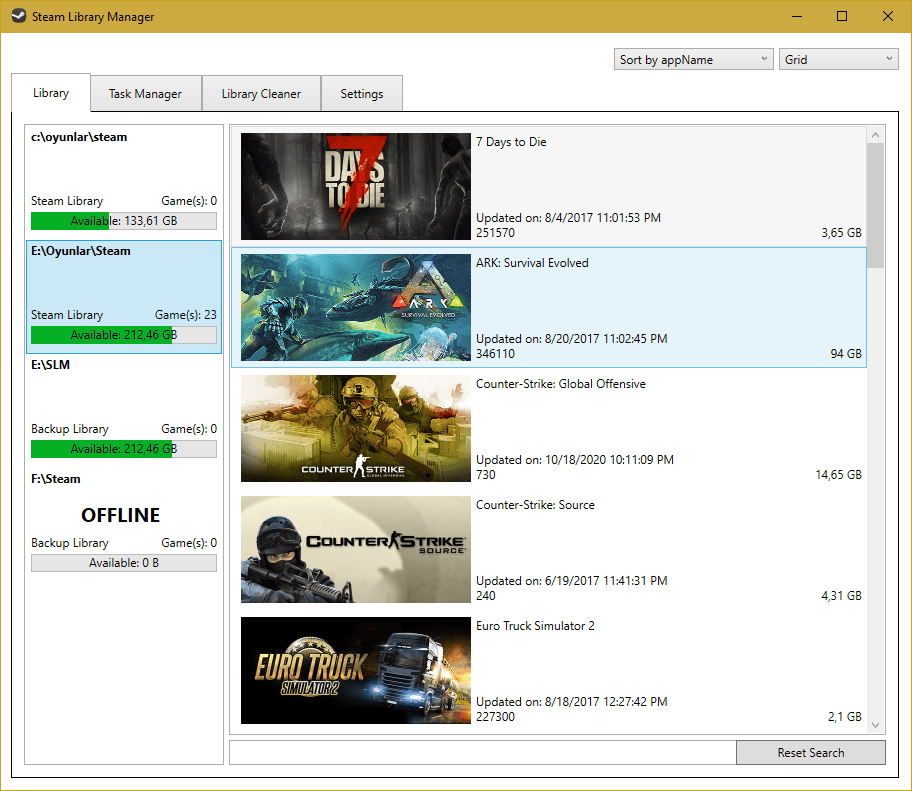 Steam Library Manager
Sort by appName
Grid
Library
Task Manager
Library Cleaner
Settings
c:\oyunlar\steam
Steam Library Game(s): 0
Available: 133,61 GB
E:\Oyunlar\Steam
Steam Library Game(s): 23
Available: 212,46 GB
E:\SLM
Backup Library Game(s): 0
Available: 212,46 GB
F:\Steam
OFFLINE
Backup Library Game(s): 0
Available: 0 B
7
DAYS
TO DIE
7 Days to Die
Updated on: 8/4/2017 11:01:53 PM
251570 3,65 GB
ARK
SURVIVAL EVOLVED
ARK: Survival Evolved
Updated on: 8/20/2017 11:02:45 PM
346110 94 GB
COUNTER STRIKE
GLOBAL OFFENSIVE
Counter-Strike: Global Offensive
Updated on: 10/18/2020 10:11:09 PM
730 14,65 GB
COUNTER STRIKE
SOURCE
Counter-Strike: Source
Updated on: 6/19/2017 11:41:31 PM
240 4,31 GB
EURO TRUCK
SIMULATOR 2
Euro Truck Simulator 2
Updated on: 8/18/2017 12:27:42 PM
227300 2,1 GB
Reset Search